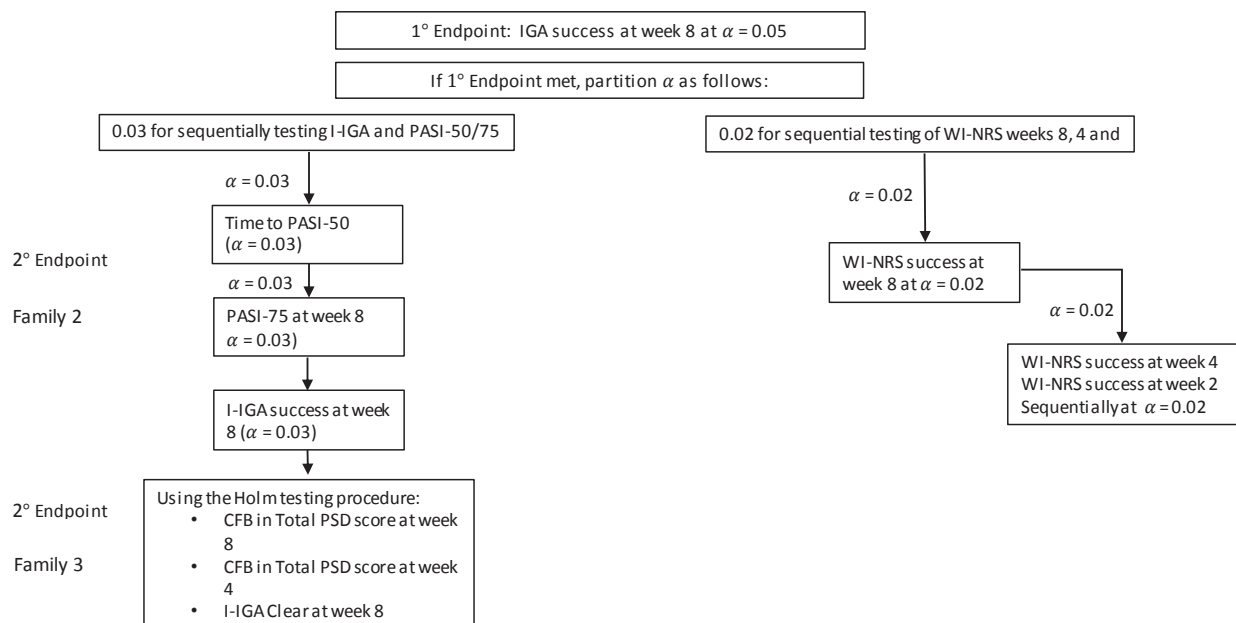 1° Endpoint: IGA success at week 8 at 𝛼 = 0.05
If 1° Endpoint met, partition 𝛼 as follows:
0.03 for sequentially testing I-IGA and PASI-50/75
𝛼 = 0.03
Time to PASI-50
(𝛼 = 0.03)
2° Endpoint
𝛼 = 0.03
Family 2
PASI-75 at week 8
𝛼 = 0.03)
I-IGA success at week
8 (𝛼 = 0.03)
2° Endpoint
Family 3
Using the Holm testing procedure:
• CFB in Total PSD score at week
8
• CFB in Total PSD score at week
4
• I-IGA Clear at week 8
0.02 for sequential testing of WI-NRS weeks 8, 4 and
𝛼 = 0.02
WI-NRS success at
week 8 at 𝛼 = 0.02
𝛼 = 0.02
WI-NRS success at week 4
WI-NRS success at week 2
Sequentially at 𝛼 = 0.02